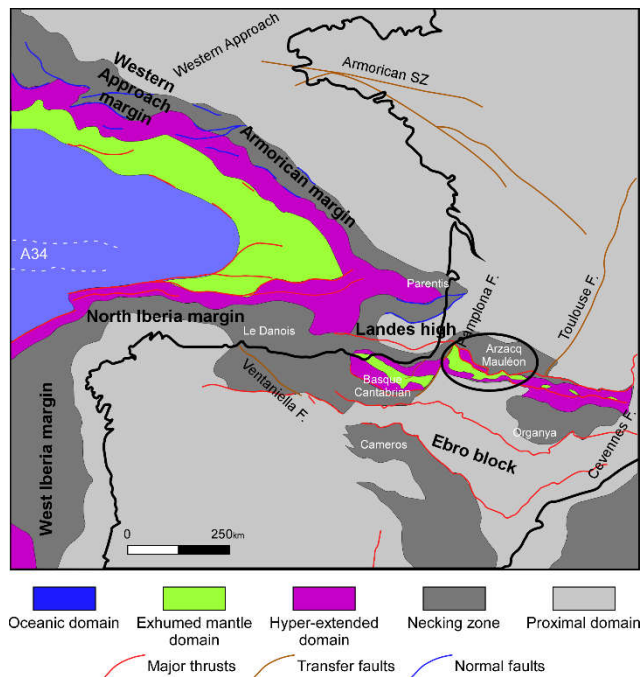 Western Approach
Western
Approach
margin
Armorican SZ
Armorican margin
A34
Parentis
Pamplona F.
Toulouse F.
North Iberia margin
Le Danois
Landes high
Arzacq
Mauléon
Ventaniella F.
Basque
Cantabrian
Organya
Cevennes F.
Cameros
Ebro block
West Iberia margin
0
250km
Oceanic domain
Exhumed mantle
domain
Hyper-extended
domain
Necking zone
Proximal domain
Major thrusts
Transfer faults
Normal faults